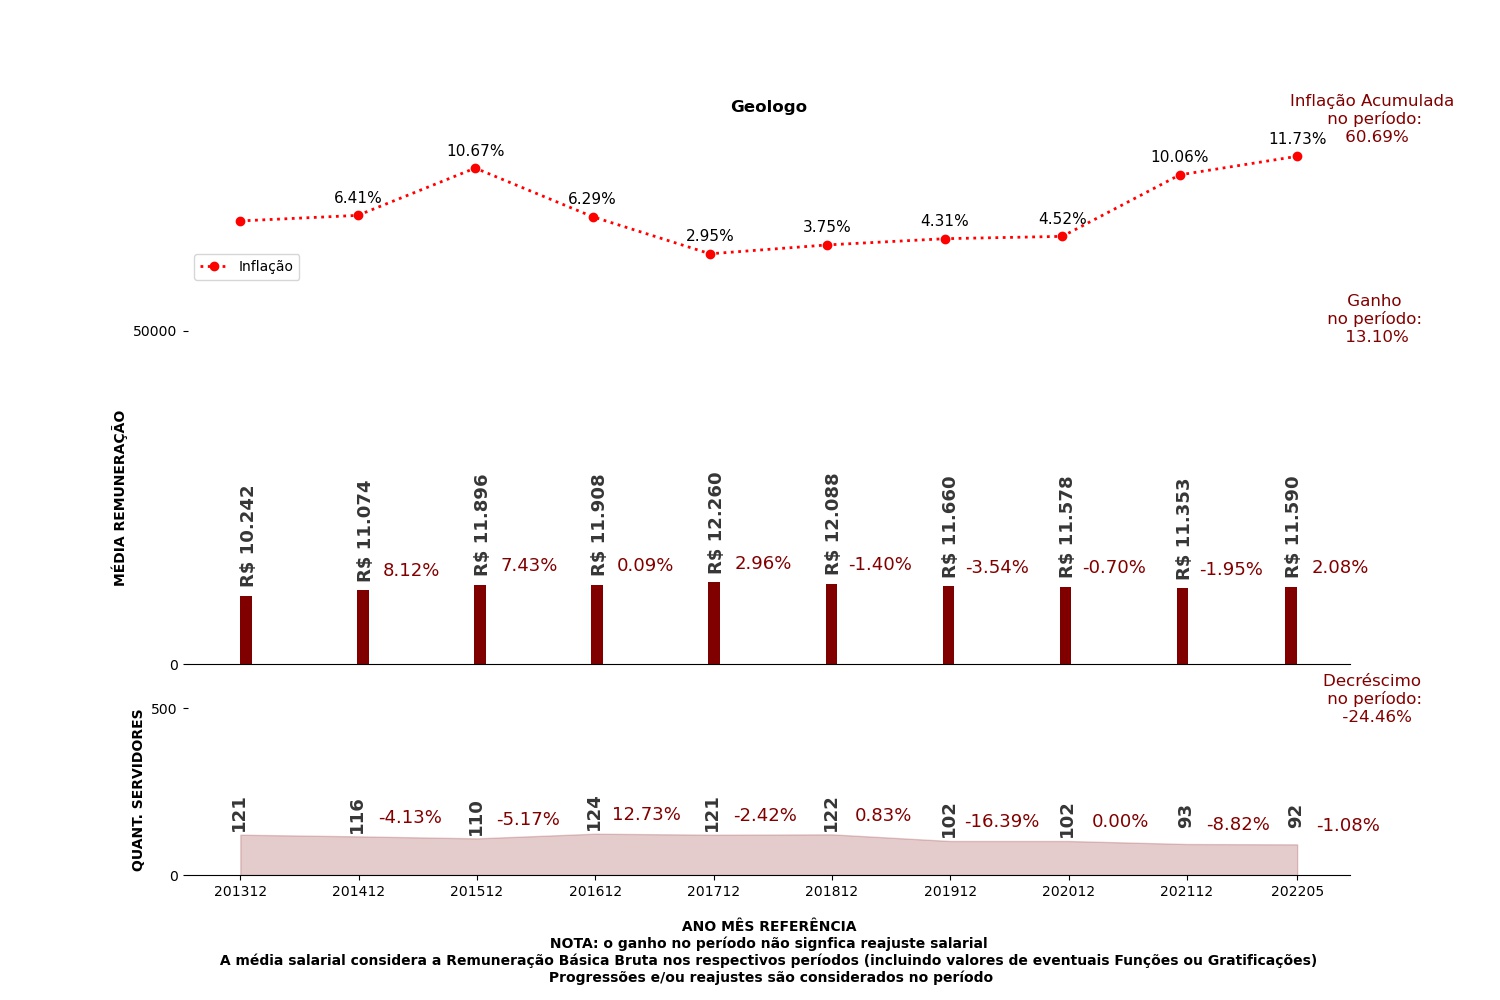 Geologo
Inflação Acumulada
no período:
60.69%
6.41%
10.67%
6.29%
2.95%
3.75%
4.31%
4.52%
10.06%
11.73%
Inflação
Ganho
no período:
13.10%
50000
0
MÉDIA REMUNERAÇÃO
R$ 10.242
R$ 11.074
8.12%
R$ 11.896
7.43%
R$ 11.908
0.09%
R$ 12.260
2.96%
R$ 12.088
-1.40%
R$ 11.660
-3.54%
R$ 11.578
-0.70%
R$ 11.353
-1.95%
R$ 11.590
2.08%
Decréscimo
no período:
-24.46%
500
0
QUANT. SERVIDORES
121
116
-4.13%
110
-5.17%
124
12.73%
121
-2.42%
122
0.83%
102
-16.39%
102
0.00%
93
-8.82%
92
-1.08%
201312
201412
201512
201612
201712
201812
201912
202012
202112
202205
ANO MÊS REFERÊNCIA
NOTA: o ganho no período não signfica reajuste salarial
A média salarial considera a Remuneração Básica Bruta nos respectivos períodos (incluindo valores de eventuais Funções ou Gratificações)
Progressões e/ou reajustes são considerados no período